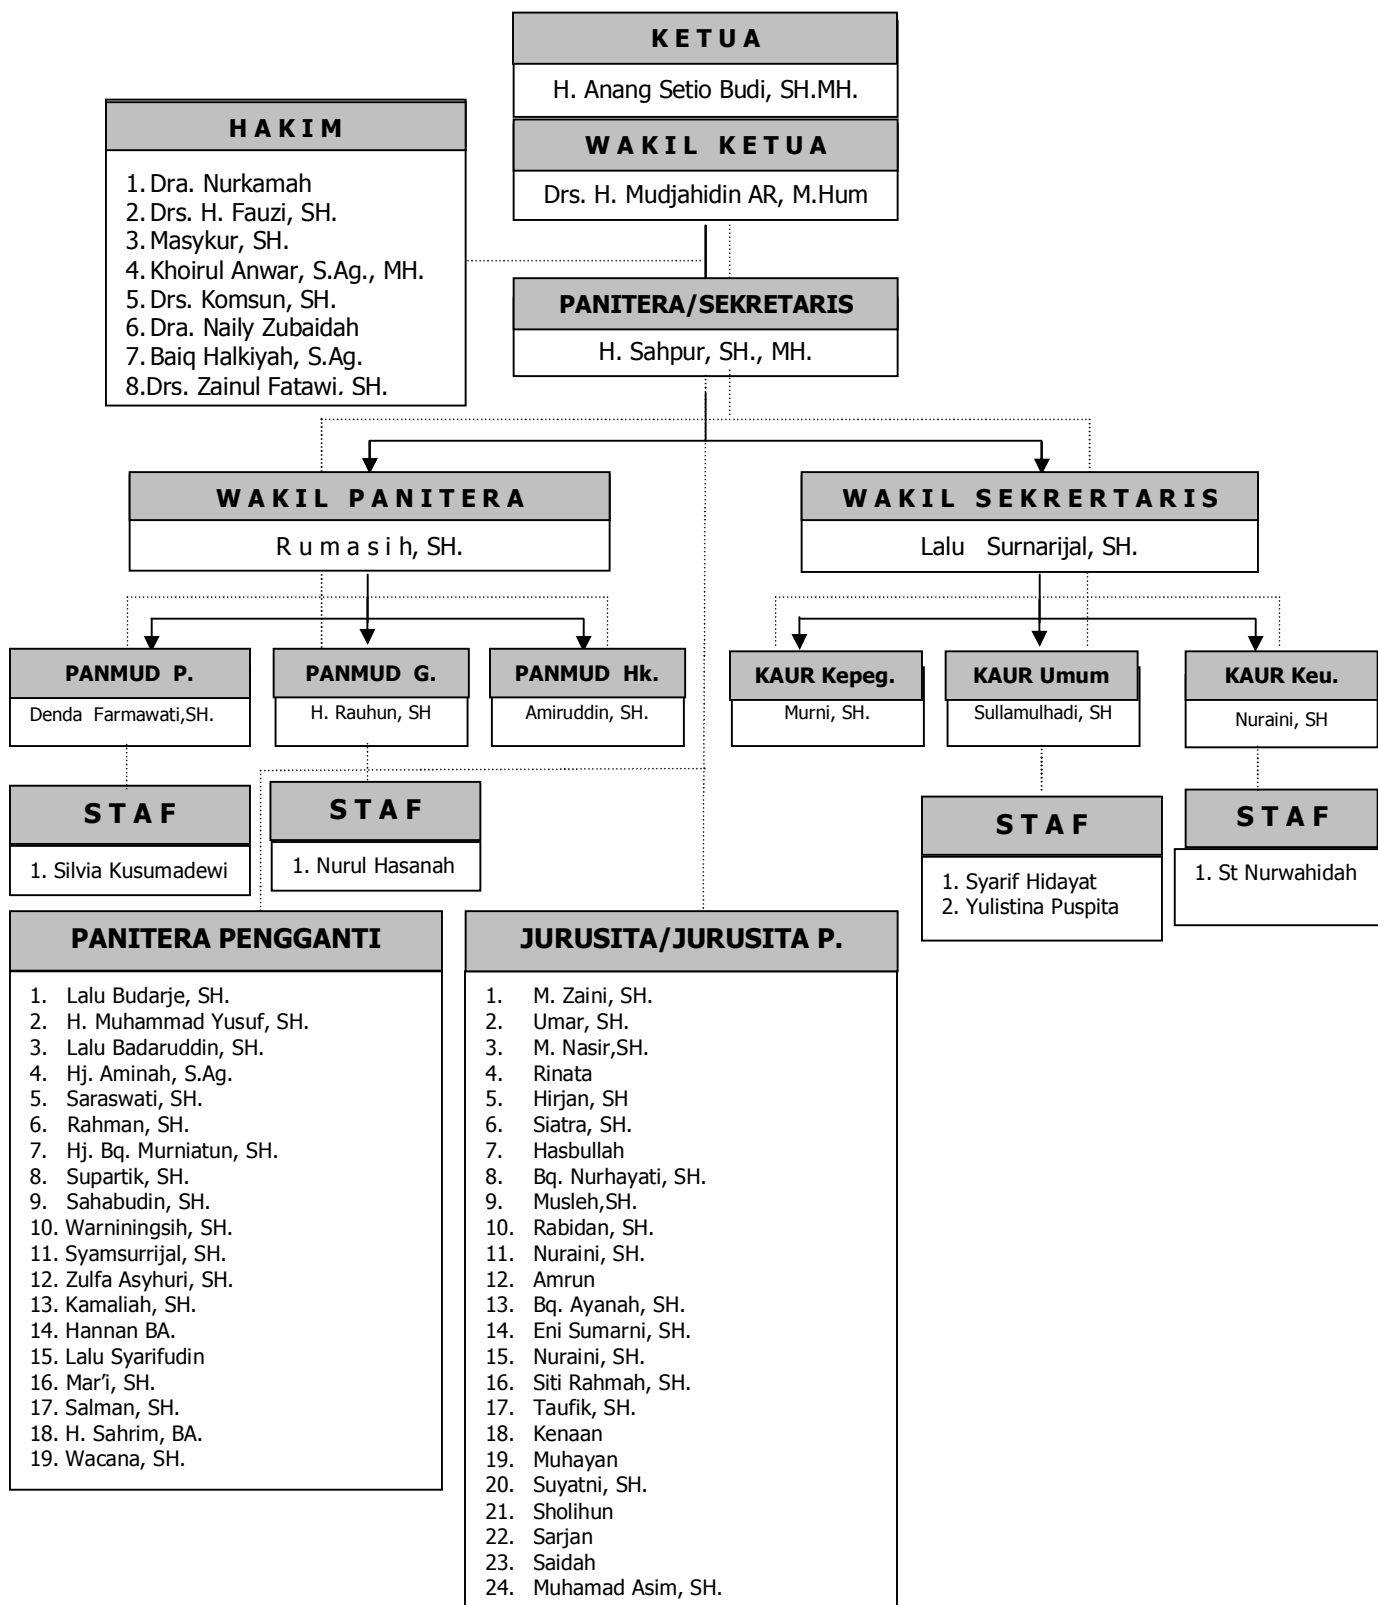 K E T U A
H. Anang Setio Budi, SH.MH.
W A K I L   K E T U A
Drs. H. Mudjahidin AR, M.Hum
H A K I M
1. Dra. Nurkamah
2. Drs. H. Fauzi, SH.
3. Masykur, SH.
4. Khoirul Anwar, S.Ag., MH.
5. Drs. Komsun, SH.
6. Dra. Naily Zubaidah
7. Baiq Halkiyah, S.Ag.
8.Drs. Zainul Fatawi. SH.
PANITERA/SEKRETARIS
H. Sahpur, SH., MH.
W A K I L   P A N I T E R A
R u m a s i h, SH.
W A K I L   S E K R E R T A R I S
Lalu   Surnarijal, SH.
PANMUD  P.
Denda  Farmawati,SH.
PANMUD  G.
H. Rauhun, SH
PANMUD  Hk.
Amiruddin, SH.
KAUR Kepeg.
Murni, SH.
KAUR Umum
Sullamulhadi, SH
KAUR Keu.
Nuraini, SH
S T A F
1. Silvia Kusumadewi
S T A F
1. Nurul Hasanah
S T A F
1. Syarif Hidayat
2. Yulistina Puspita
S T A F
1. St Nurwahidah
PANITERA PENGGANTI
1. Lalu Budarje, SH.
2. H. Muhammad Yusuf, SH.
3. Lalu Badaruddin, SH.
4. Hj. Aminah, S.Ag.
5. Saraswati, SH.
6. Rahman, SH.
7. Hj. Bq. Murniatun, SH.
8. Supartik, SH.
9. Sahabudin, SH.
10. Warniningsih, SH.
11. Syamsurrijal, SH.
12. Zulfa Asyhuri, SH.
13. Kamaliah, SH.
14. Hannan BA.
15. Lalu Syarifudin
16. Mar’i, SH.
17. Salman, SH.
18. H. Sahrim, BA.
19. Wacana, SH.
JURUSITA/JURUSITA P.
1. M. Zaini, SH.
2. Umar, SH.
3. M. Nasir,SH.
4. Rinata
5. Hirjan, SH
6. Siatra, SH.
7. Hasbullah
8. Bq. Nurhayati, SH.
9. Musleh,SH.
10. Rabidan, SH.
11. Nuraini, SH.
12. Amrun
13. Bq. Ayanah, SH.
14. Eni Sumarni, SH.
15. Nuraini, SH.
16. Siti Rahmah, SH.
17. Taufik, SH.
18. Kenaan
19. Muhayan
20. Suyatni, SH.
21. Sholihun
22. Sarjan
23. Saidah
24. Muhamad Asim, SH.